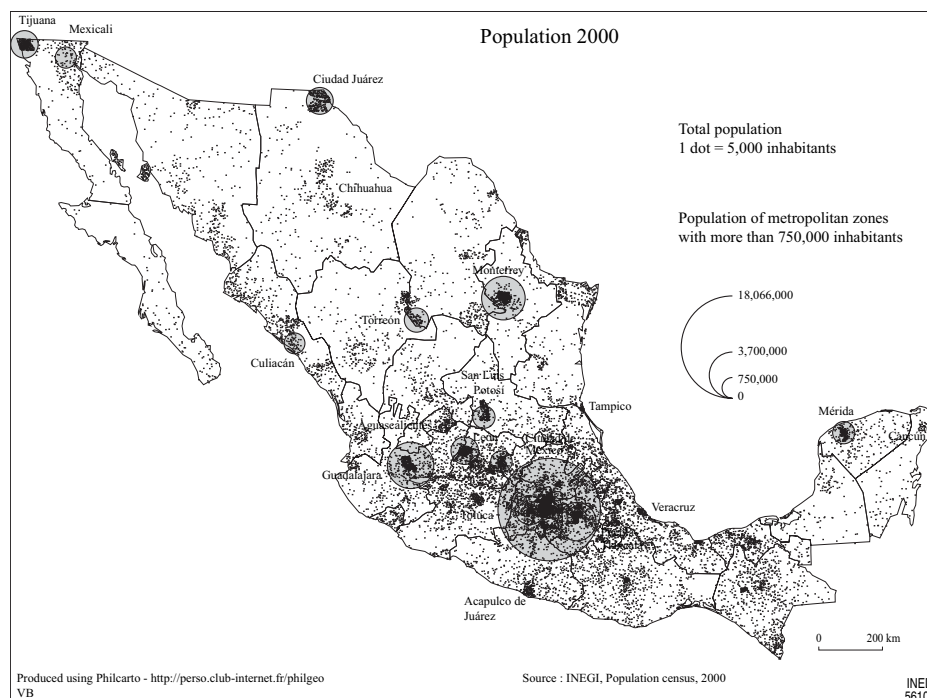 Tijuana
Mexicali
Population 2000
Ciudad Juárez
Total population
1 dot = 5,000 inhabitants
Chihuahua
Population of metropolitan zones
with more than 750,000 inhabitants
Monterrey
18,066,000
Torreón
3,700,000
Culiacán
750,000
San Luis
Potosí
0
Tampico
Mérida
Aguascalientes
León
Ciudad de
México
Cancún
Guadalajara
Toluca
Veracruz
Acapulco de
Juárez
0 200 km
Produced using Philcarto - http://perso.club-internet.fr/philgeo
VB
Source : INEGI, Population census, 2000
INE
5610